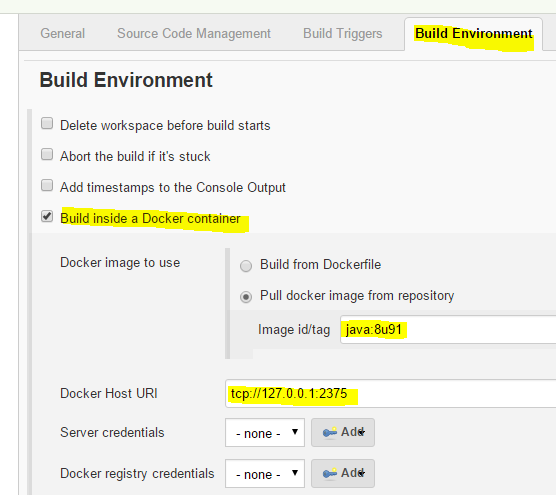 General Source Code Management Build Triggers Build Environment
Build Environment
Delete workspace before build starts
Abort the build if it's stuck
Add timestamps to the Console Output
Build inside a Docker container
Docker image to use
Build from Dockerfile
Pull docker image from repository
Image id/tag java:8u91
Docker Host URI tcp://127.0.0.1:2375
Server credentials - none - Add
Docker registry credentials - none - Add